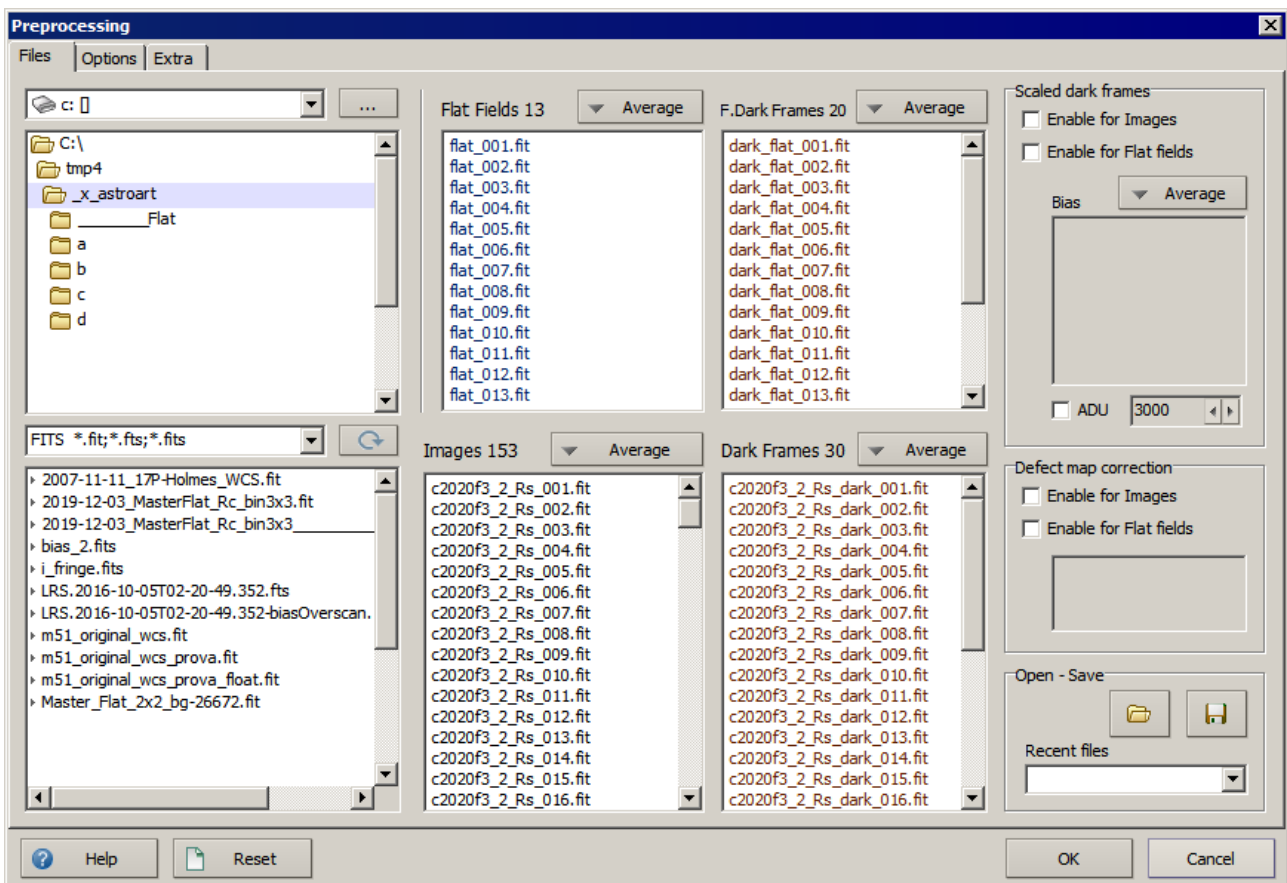 Preprocessing
Files Options Extra
c: []
...
C:\
tmp4
_x_astroart
________Flat
a
b
c
d
FITS *.fit;*.fts;*.fits
2007-11-11_17P-Holmes_WCS.fit
2019-12-03_MasterFlat_Rc_bin3x3.fit
2019-12-03_MasterFlat_Rc_bin3x3________
bias_2.fits
i_fringe.fits
LRS.2016-10-05T02-20-49.352.fts
LRS.2016-10-05T02-20-49.352-biasOverscan.
m51_original_wcs.fit
m51_original_wcs_prova.fit
m51_original_wcs_prova_float.fit
Master_Flat_2x2_bg-26672.fit
Flat Fields 13 Average
flat_001.fit
flat_002.fit
flat_003.fit
flat_004.fit
flat_005.fit
flat_006.fit
flat_007.fit
flat_008.fit
flat_009.fit
flat_010.fit
flat_011.fit
flat_012.fit
flat_013.fit
F.Dark Frames 20 Average
dark_flat_001.fit
dark_flat_002.fit
dark_flat_003.fit
dark_flat_004.fit
dark_flat_005.fit
dark_flat_006.fit
dark_flat_007.fit
dark_flat_008.fit
dark_flat_009.fit
dark_flat_010.fit
dark_flat_011.fit
dark_flat_012.fit
dark_flat_013.fit
Images 153 Average
c2020f3_2_Rs_001.fit
c2020f3_2_Rs_002.fit
c2020f3_2_Rs_003.fit
c2020f3_2_Rs_004.fit
c2020f3_2_Rs_005.fit
c2020f3_2_Rs_006.fit
c2020f3_2_Rs_007.fit
c2020f3_2_Rs_008.fit
c2020f3_2_Rs_009.fit
c2020f3_2_Rs_010.fit
c2020f3_2_Rs_011.fit
c2020f3_2_Rs_012.fit
c2020f3_2_Rs_013.fit
c2020f3_2_Rs_014.fit
c2020f3_2_Rs_015.fit
c2020f3_2_Rs_016.fit
Dark Frames 30 Average
c2020f3_2_Rs_dark_001.fit
c2020f3_2_Rs_dark_002.fit
c2020f3_2_Rs_dark_003.fit
c2020f3_2_Rs_dark_004.fit
c2020f3_2_Rs_dark_005.fit
c2020f3_2_Rs_dark_006.fit
c2020f3_2_Rs_dark_007.fit
c2020f3_2_Rs_dark_008.fit
c2020f3_2_Rs_dark_009.fit
c2020f3_2_Rs_dark_010.fit
c2020f3_2_Rs_dark_011.fit
c2020f3_2_Rs_dark_012.fit
c2020f3_2_Rs_dark_013.fit
c2020f3_2_Rs_dark_014.fit
c2020f3_2_Rs_dark_015.fit
c2020f3_2_Rs_dark_016.fit
Scaled dark frames
Enable for Images
Enable for Flat fields
Bias Average
ADU 3000
Defect map correction
Enable for Images
Enable for Flat fields
Open - Save
Recent files
Help Reset OK Cancel